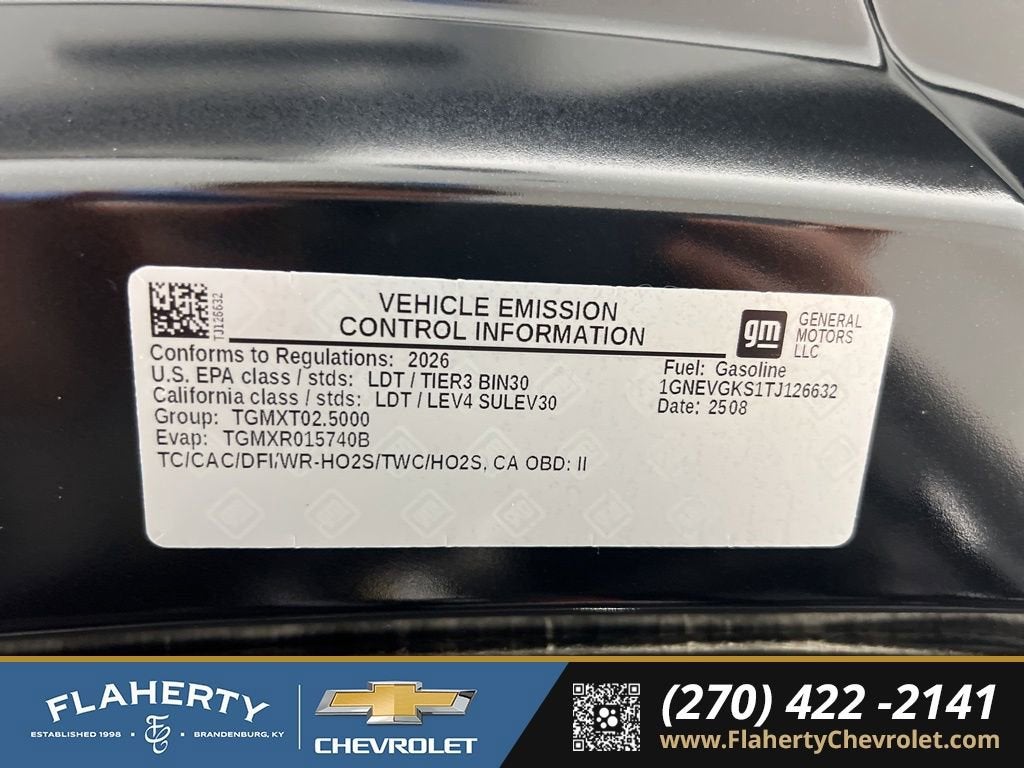 TJ126632
VEHICLE EMISSION
CONTROL INFORMATION
gm
GENERAL
MOTORS
LLC
Conforms to Regulations: 2026
U.S. EPA class / stds: LDT / TIER3 BIN30
California class / stds: LDT / LEV4 SULEV30
Group: TGMXT02.5000
Evap: TGMXR015740B
TC/CAC/DFI/WR-HO2S/TWC/HO2S, CA OBD: II
Fuel: Gasoline
1GNEVGKS1TJ126632
Date: 2508
FLAHERTY
ESTABLISHED 1998 • BRANDENBURG, KY
CHEVROLET
(270) 422 -2141
www.FlahertyChevrolet.com